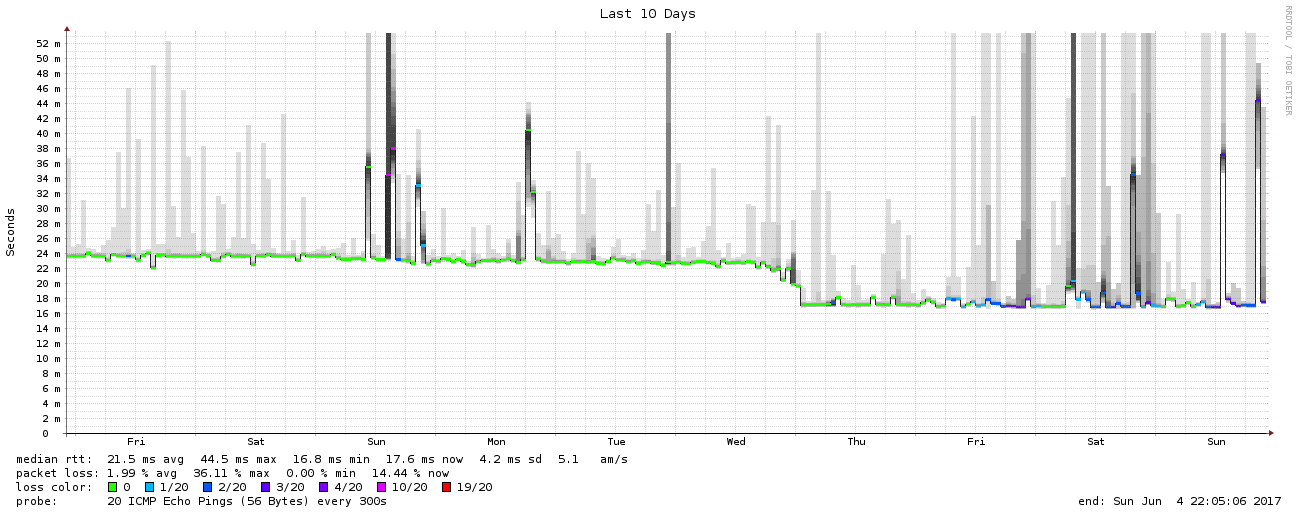 Last 10 Days
RRDTOOL / TOBI OETIKER
Seconds
52 m
50 m
48 m
46 m
44 m
42 m
40 m
38 m
36 m
34 m
32 m
30 m
28 m
26 m
24 m
22 m
20 m
18 m
16 m
14 m
12 m
10 m
8 m
6 m
4 m
2 m
0
Fri Sat Sun Mon Tue Wed Thu Fri Sat Sun
median rtt: 21.5 ms avg 44.5 ms max 16.8 ms min 17.6 ms now 4.2 ms sd 5.1 am/s
packet loss: 1.99 % avg 36.11 % max 0.00 % min 14.44 % now
loss color: 0 1/20 2/20 3/20 4/20 10/20 19/20
probe: 20 ICMP Echo Pings (56 Bytes) every 300s end: Sun Jun 4 22:05:06 2017